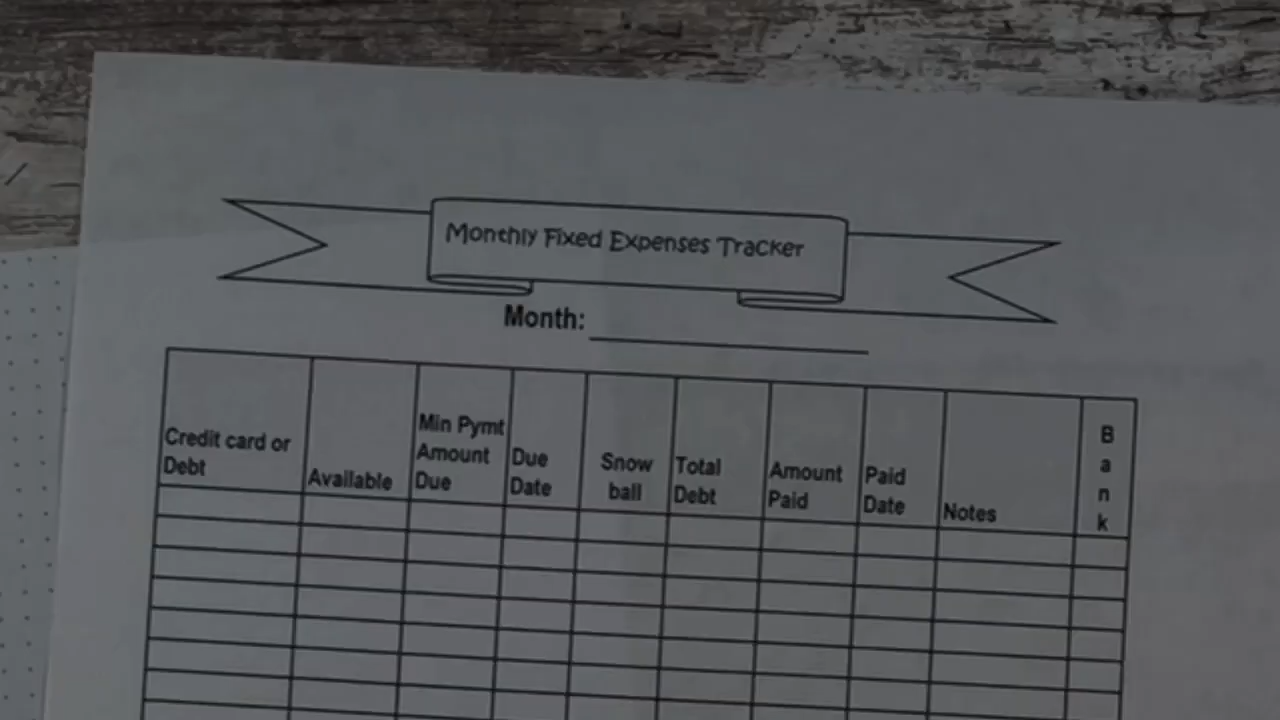 Monthly Fixed Expenses Tracker
Month:
Credit card or
Debt
Available
Min Pymt
Amount
Due
Due
Date
Snow
ball
Total
Debt
Amount
Paid
Paid
Date
Notes
B
a
n
k